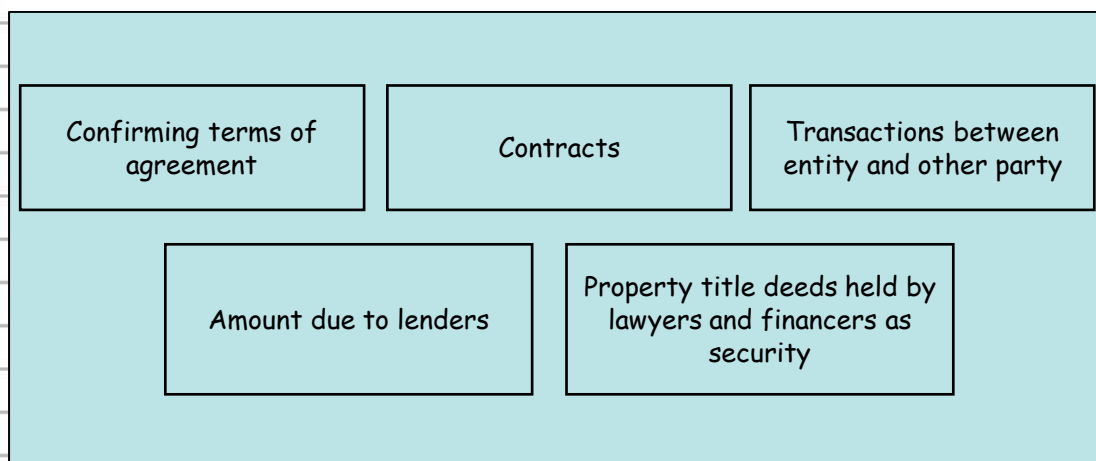 Confirming terms of
agreement
Contracts
Transactions between
entity and other party
Amount due to lenders
Property title deeds held by
lawyers and financers as
security